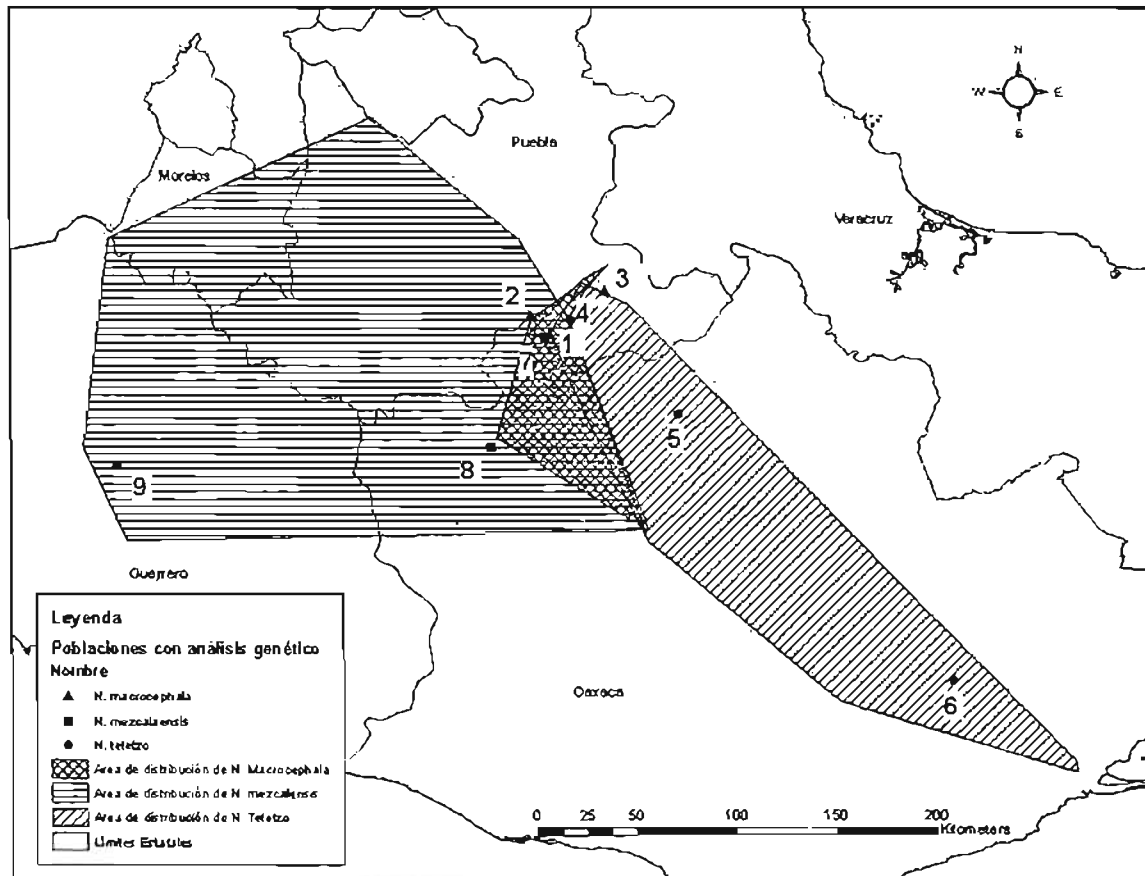 N
W E
S
Puebla
Morelos
Veracruz
3
2
4
1
7
5
8
9
6
Guerrero
Oaxaca
Leyenda
Poblaciones con análisis genético
Nombre
N. macrocephala
N. mezcalaensis
N. tetetzo
Area de distribución de N. Macrocephala
Area de distribución de N. mezcalensis
Area de distribución de N. Tetetzo
Limites Estatales
0 25 50 100 150 200
Kilometers